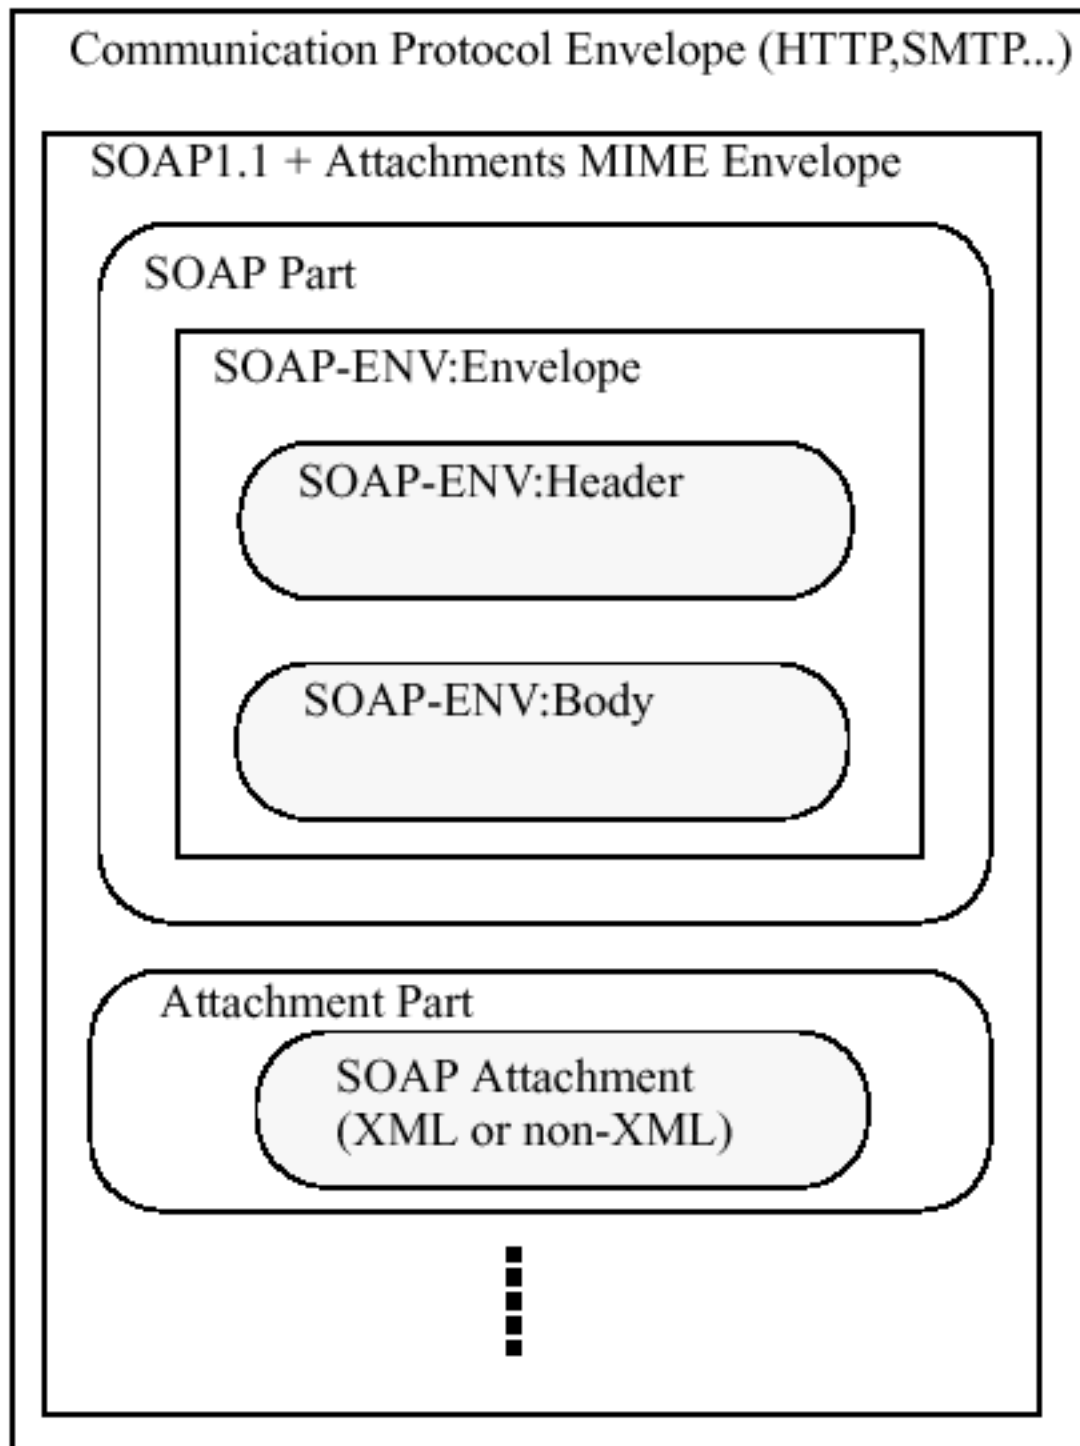 Communication Protocol Envelope (HTTP,SMTP...)
SOAP1.1 + Attachments MIME Envelope
SOAP Part
SOAP-ENV:Envelope
SOAP-ENV:Header
SOAP-ENV:Body
Attachment Part
SOAP Attachment
(XML or non-XML)